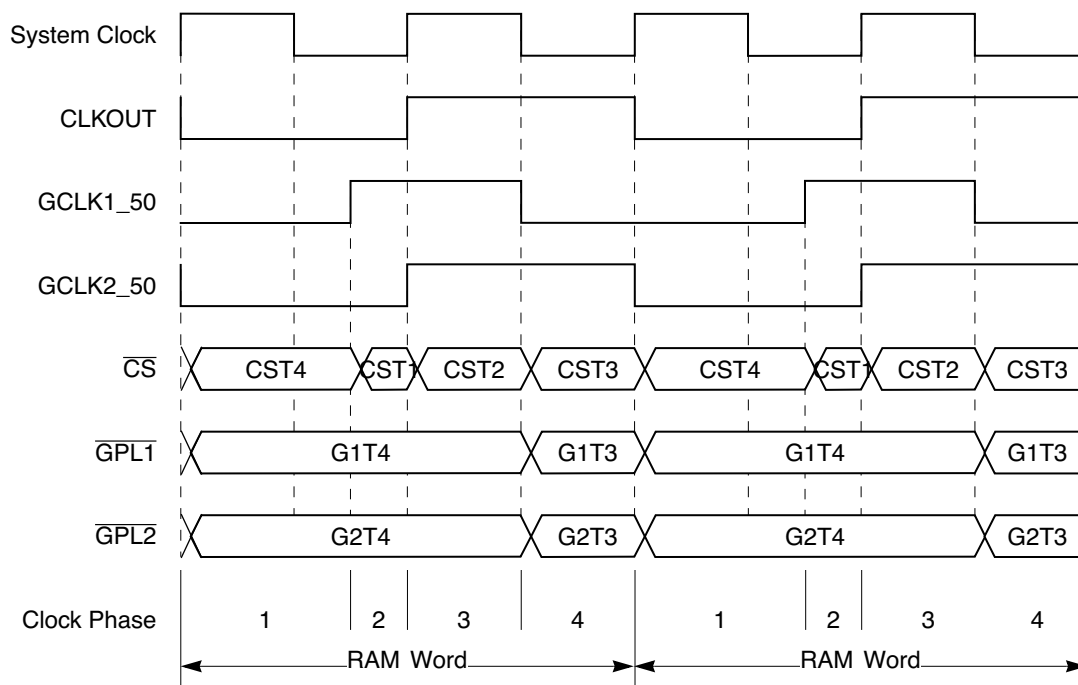 System Clock
CLKOUT
GCLK1_50
GCLK2_50
CS CST4 CST1 CST2 CST3 CST4 CST1 CST2 CST3
GPL1 G1T4 G1T3 G1T4 G1T3
GPL2 G2T4 G2T3 G2T4 G2T3
Clock Phase 1 2 3 4 1 2 3 4
RAM Word RAM Word